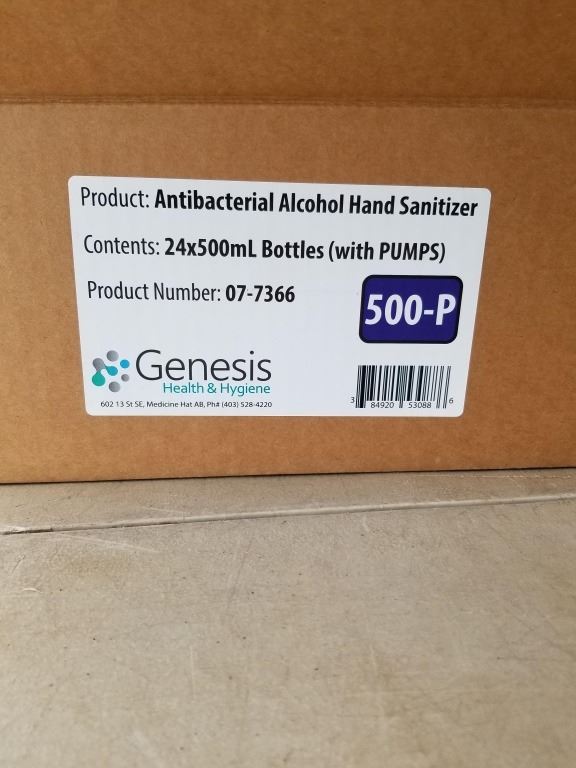 Product: Antibacterial Alcohol Hand Sanitizer
Contents: 24x500mL Bottles (with PUMPS)
Product Number: 07-7366
500-P
Genesis
Health & Hygiene
602 13 St SE, Medicine Hat AB, Ph# (403) 528-4220
3 84920 53088 6